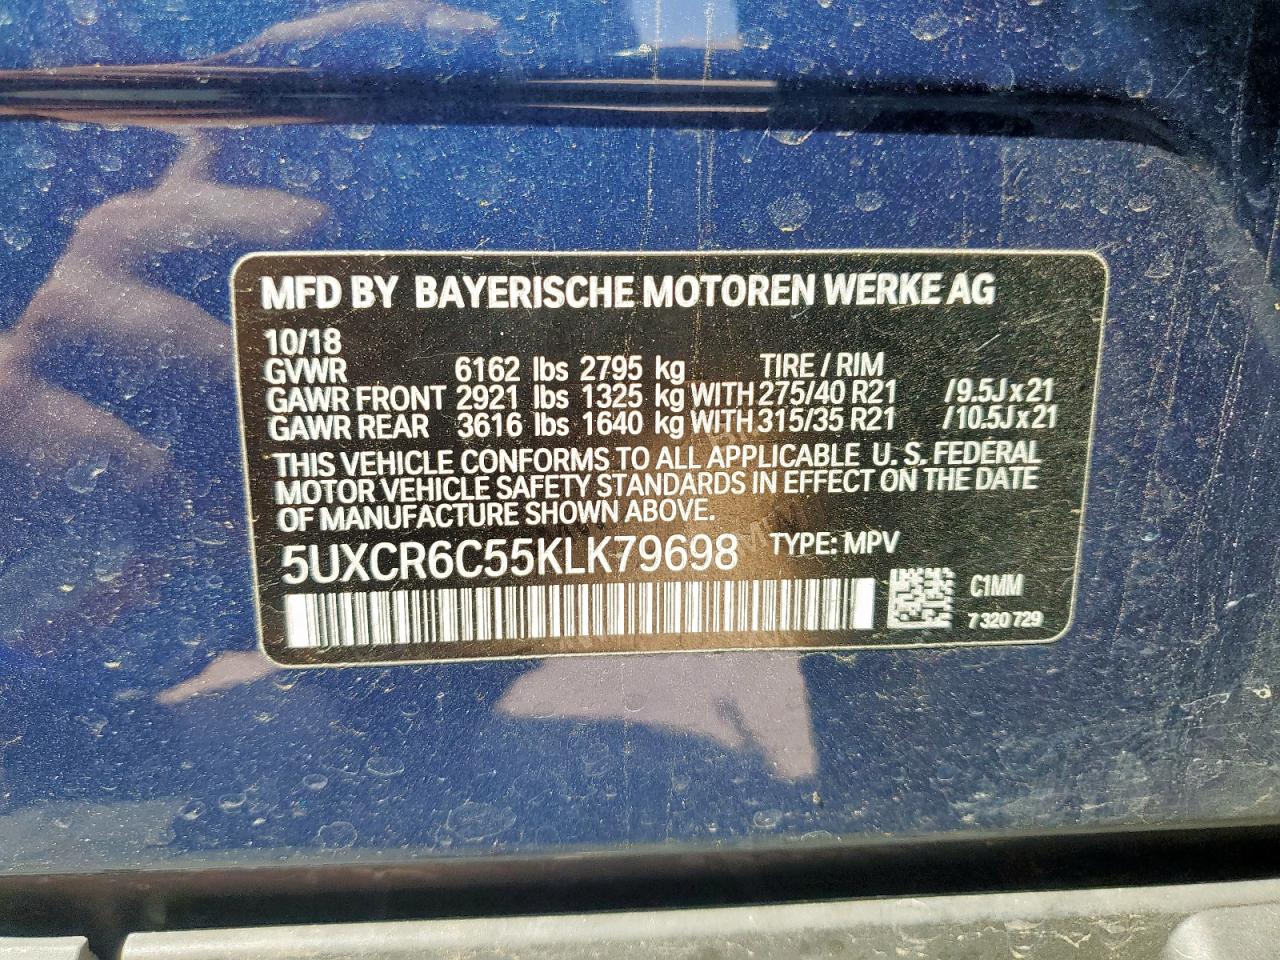 MFD BY BAYERISCHE MOTOREN WERKE AG
10/18
GVWR 6162 lbs 2795 kg TIRE / RIM
GAWR FRONT 2921 lbs 1325 kg WITH 275/40 R21 /9.5J x 21
GAWR REAR 3616 lbs 1640 kg WITH 315/35 R21 /10.5J x 21
THIS VEHICLE CONFORMS TO ALL APPLICABLE U.S. FEDERAL
MOTOR VEHICLE SAFETY STANDARDS IN EFFECT ON THE DATE
OF MANUFACTURE SHOWN ABOVE.
5UXCR6C55KLK79698 TYPE: MPV
C1MM
7 320 729